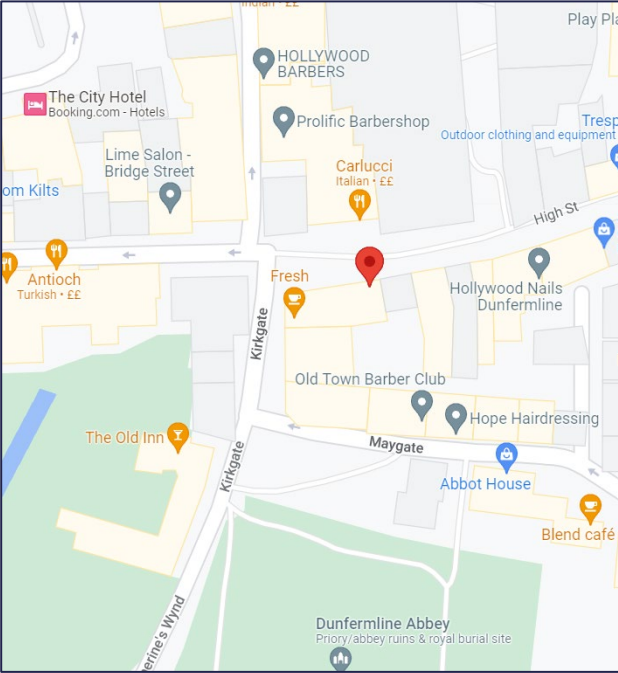 Indian • ££
Play Pla
HOLLYWOOD
BARBERS
The City Hotel
Booking.com - Hotels
Prolific Barbershop
Tresp
Outdoor clothing and equipment
Lime Salon -
Bridge Street
Carlucci
Italian • ££
om Kilts
High St
Antioch
Turkish • ££
Fresh
Hollywood Nails
Dunfermline
Kirkgate
Old Town Barber Club
Hope Hairdressing
The Old Inn
Maygate
Kirkgate
Abbot House
Blend café
erine's Wynd
Dunfermline Abbey
Priory/abbey ruins & royal burial site